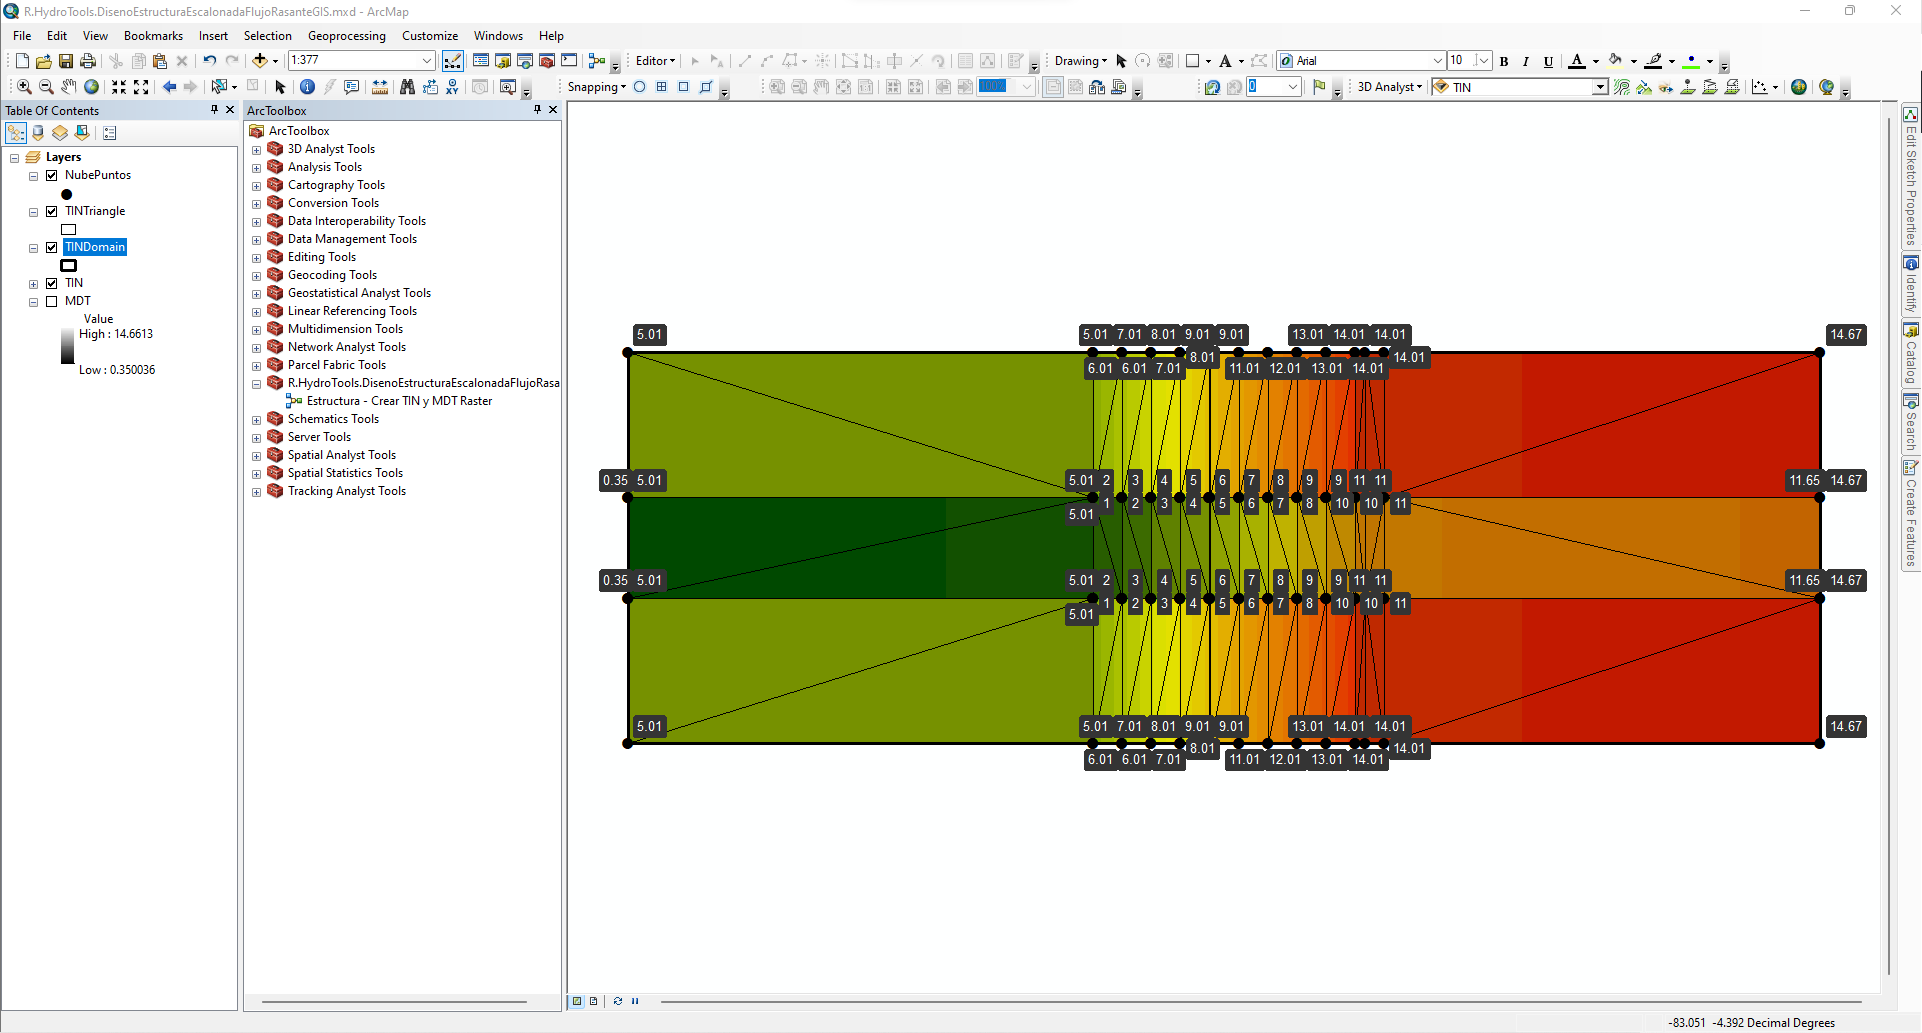 R.HydroTools.DisenoEstructuraEscalonadaFlujoRasanteGIS.mxd - ArcMap
File Edit View Bookmarks Insert Selection Geoprocessing Customize Windows Help
1:377 Editor Drawing Arial 10 B I U
Snapping 100% 0 3D Analyst TIN
Table Of Contents
Layers
NubePuntos
TINTriangle
TINDomain
TIN
MDT
Value
High : 14.6613
Low : 0.350036
ArcToolbox
ArcToolbox
3D Analyst Tools
Analysis Tools
Cartography Tools
Conversion Tools
Data Interoperability Tools
Data Management Tools
Editing Tools
Geocoding Tools
Geostatistical Analyst Tools
Linear Referencing Tools
Multidimension Tools
Network Analyst Tools
Parcel Fabric Tools
R.HydroTools.DisenoEstructuraEscalonadaFlujoRasa
Estructura - Crear TIN y MDT Raster
Schematics Tools
Server Tools
Spatial Analyst Tools
Spatial Statistics Tools
Tracking Analyst Tools
5.01 5.01 7.01 8.01 9.01 9.01 13.01 14.01 14.01 14.67
8.01 14.01
6.01 6.01 7.01 11.01 12.01 13.01 14.01
0.35 5.01 5.01 2 3 4 5 6 7 8 9 9 11 11 11.65 14.67
1 2 3 4 5 6 7 8 10 10 11
5.01
0.35 5.01 5.01 2 3 4 5 6 7 8 9 9 11 11 11.65 14.67
1 2 3 4 5 6 7 8 10 10 11
5.01
5.01 5.01 7.01 8.01 9.01 9.01 13.01 14.01 14.01 14.67
8.01 14.01
6.01 6.01 7.01 11.01 12.01 13.01 14.01
Edit Sketch Properties
Identify
Catalog
Search
Create Features
-83.051 -4.392 Decimal Degrees